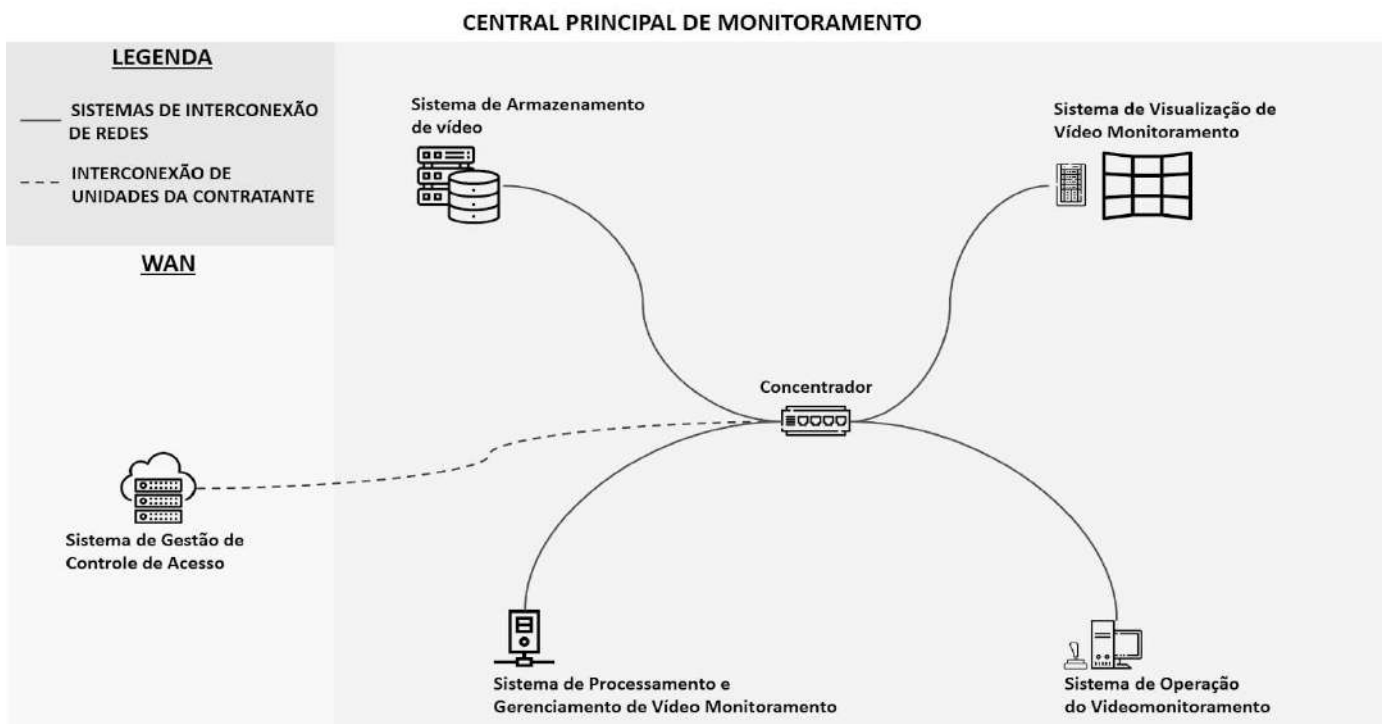 CENTRAL PRINCIPAL DE MONITORAMENTO
LEGENDA
SISTEMAS DE INTERCONEXÃO
DE REDES
INTERCONEXÃO DE
UNIDADES DA CONTRATANTE
WAN
Sistema de Armazenamento
de vídeo
Sistema de Visualização de
Vídeo Monitoramento
Concentrador
Sistema de Gestão de
Controle de Acesso
Sistema de Processamento e
Gerenciamento de Vídeo Monitoramento
Sistema de Operação
do Videomonitoramento